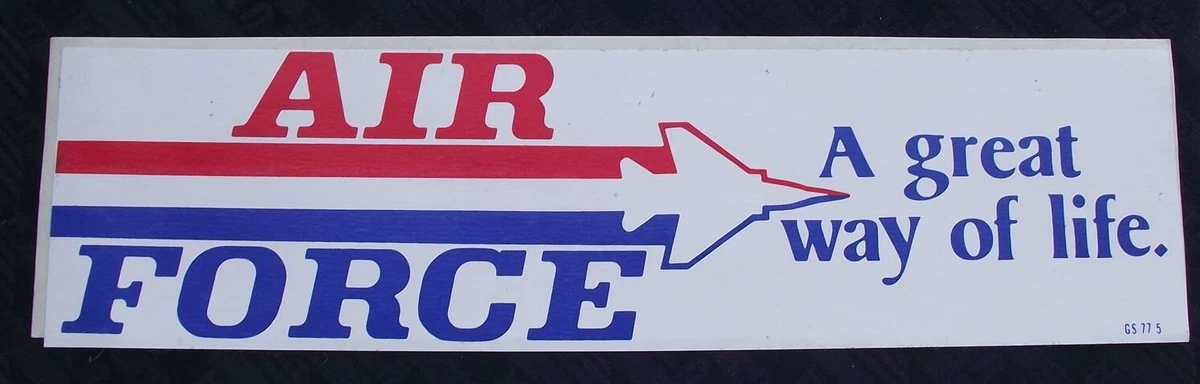 AIR
FORCE
A great
way of life.
GS 77 5